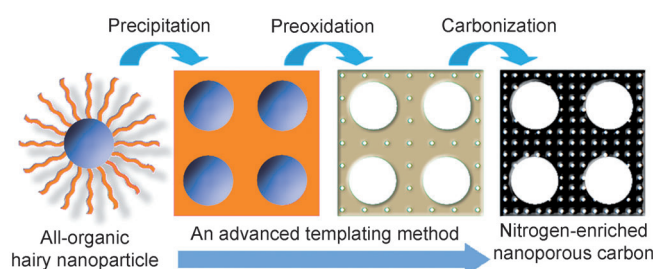 Precipitation Preoxidation Carbonization
All-organic
hairy nanoparticle
An advanced templating method
Nitrogen-enriched
nanoporous carbon